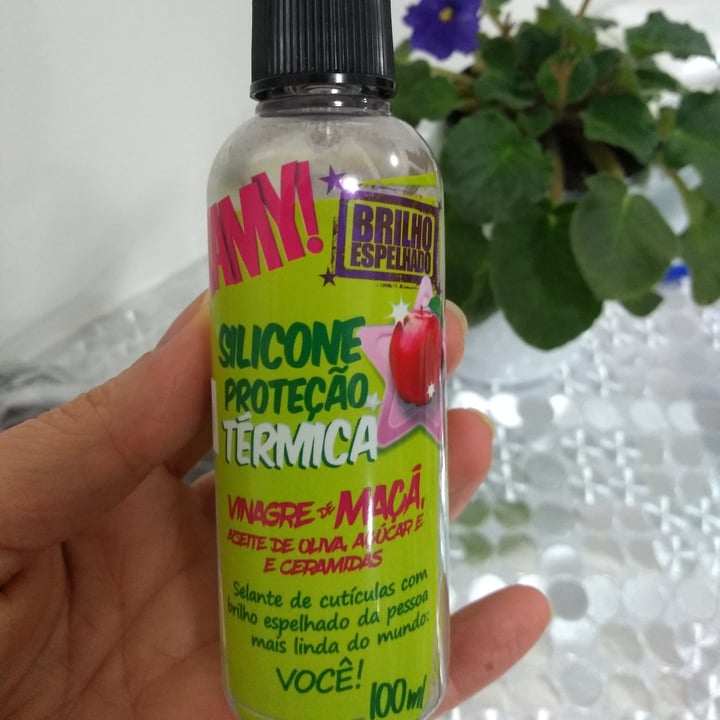 AMY!
BRILHO
ESPELHADO
SILICONE
PROTEÇÃO
TÉRMICA
VINAGRE DE MAÇÃ,
ACEITE DE OLIVA, AÇÚCAR E
E CERAMIDAS
Selante de cutículas com
brilho espelhado da pessoa
mais linda do mundo:
VOCÊ!
100ml